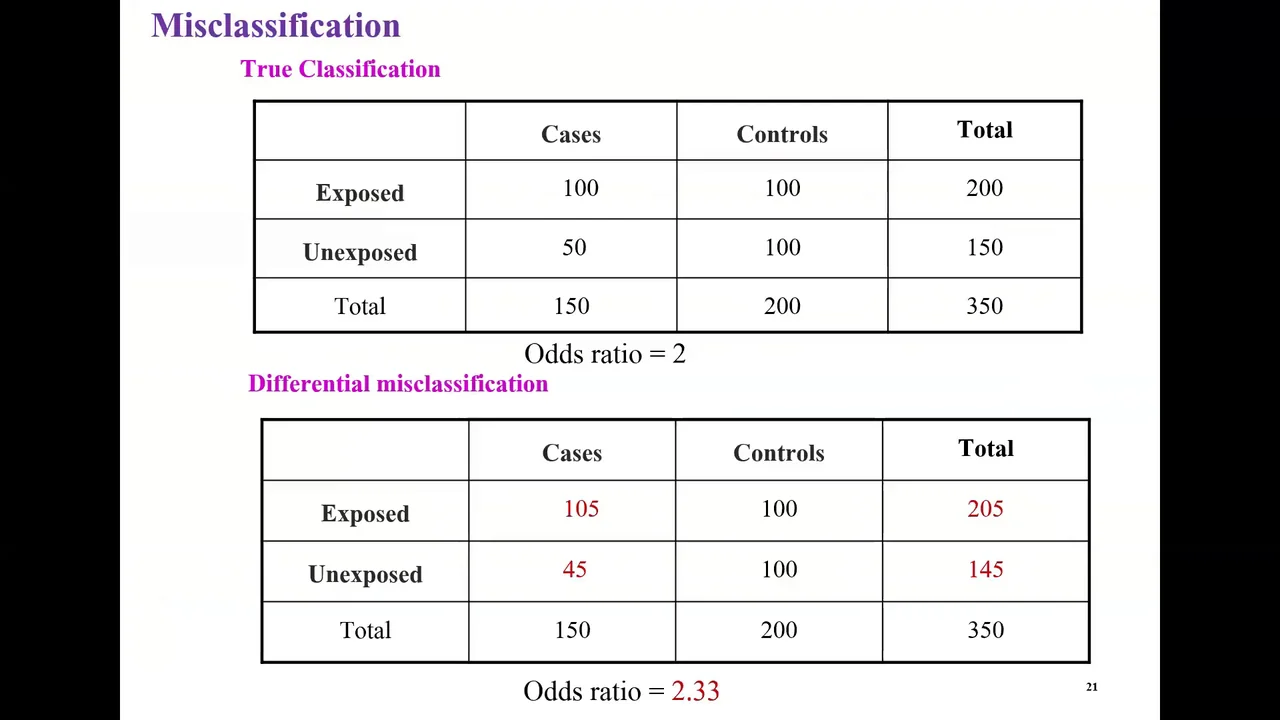 Misclassification
True Classification
Cases Controls Total
Exposed 100 100 200
Unexposed 50 100 150
Total 150 200 350
Odds ratio = 2
Differential misclassification
Cases Controls Total
Exposed 105 100 205
Unexposed 45 100 145
Total 150 200 350
Odds ratio = 2.33
21